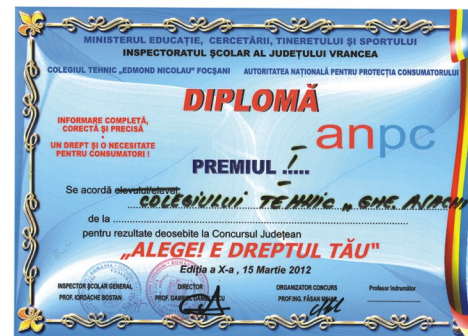 MINISTERUL EDUCAȚIE, CERCETĂRII, TINERETULUI ȘI SPORTULUI
INSPECTORATUL ȘCOLAR AL JUDEȚULUI VRANCEA
COLEGIUL TEHNIC „EDMOND NICOLAU" FOCȘANI AUTORITATEA NAȚIONALĂ PENTRU PROTECȚIA CONSUMATORULUI
DIPLOMĂ
INFORMARE COMPLETĂ,
CORECTĂ ȘI PRECISĂ
-
UN DREPT ȘI O NECESITATE
PENTRU CONSUMATORI !
anpc
PREMIUL I.....
Se acordă elevului/elevei
COLEGIULUI TEHNIC „GHE ASACHI
de la
pentru rezultate deosebite la Concursul Județean
„ALEGE! E DREPTUL TĂU"
Ediția a X-a , 15 Martie 2012
INSPECTOR ȘCOLAR GENERAL DIRECTOR ORGANIZATOR CONCURS Profesor îndrumător
PROF. IORDACHE BOSTAN PROF. GABRIEL PROF.ING. FĂSAN